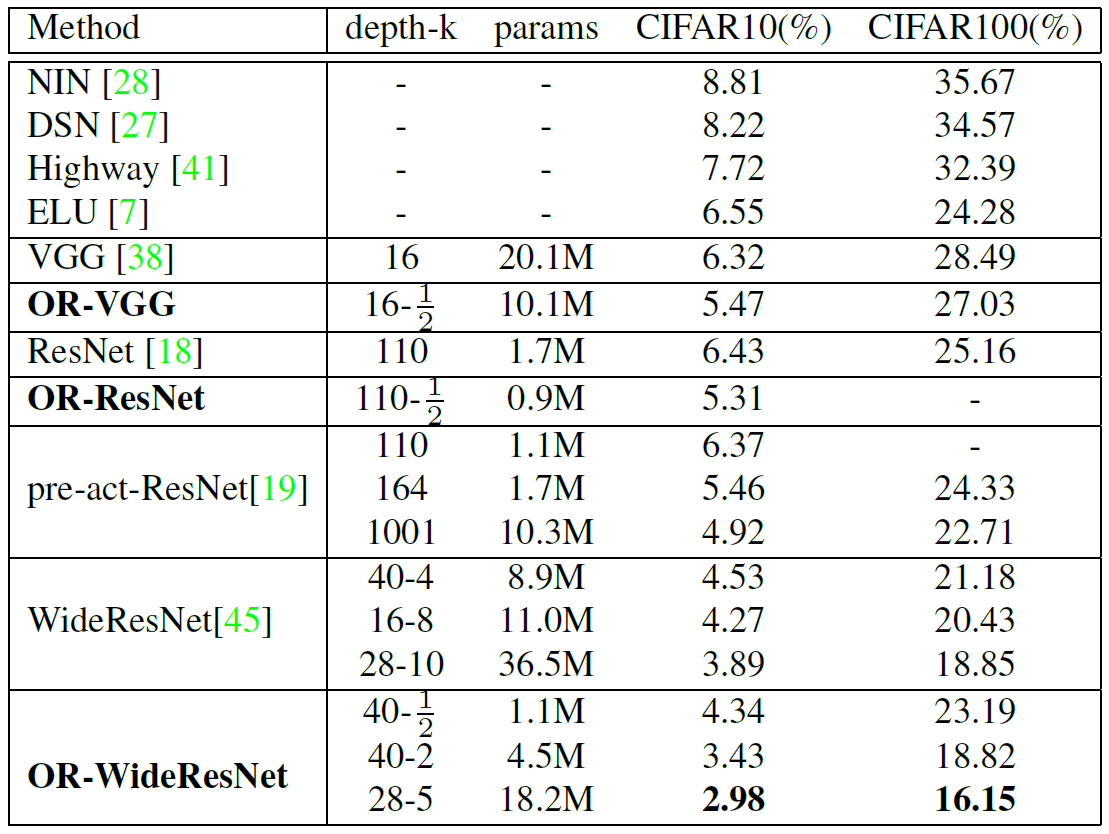 Method depth-k params CIFAR10(%) CIFAR100(%)
NIN [28] - - 8.81 35.67
DSN [27] - - 8.22 34.57
Highway [41] - - 7.72 32.39
ELU [7] - - 6.55 24.28
VGG [38] 16 20.1M 6.32 28.49
OR-VGG 16-1/2 10.1M 5.47 27.03
ResNet [18] 110 1.7M 6.43 25.16
OR-ResNet 110-1/2 0.9M 5.31 -
110 1.1M 6.37 -
pre-act-ResNet[19] 164 1.7M 5.46 24.33
1001 10.3M 4.92 22.71
40-4 8.9M 4.53 21.18
WideResNet[45] 16-8 11.0M 4.27 20.43
28-10 36.5M 3.89 18.85
40-1/2 1.1M 4.34 23.19
OR-WideResNet 40-2 4.5M 3.43 18.82
28-5 18.2M 2.98 16.15